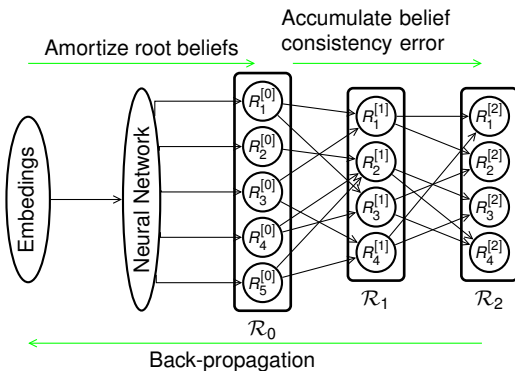 Amortize root beliefs
Accumulate belief
consistency error
Embedings
Neural Network
R_1^{[0]}
R_2^{[0]}
R_3^{[0]}
R_4^{[0]}
R_5^{[0]}
R_1^{[1]}
R_2^{[1]}
R_3^{[1]}
R_4^{[1]}
R_1^{[2]}
R_2^{[2]}
R_3^{[2]}
R_4^{[2]}
ℛ_0
ℛ_1
ℛ_2
Back-propagation